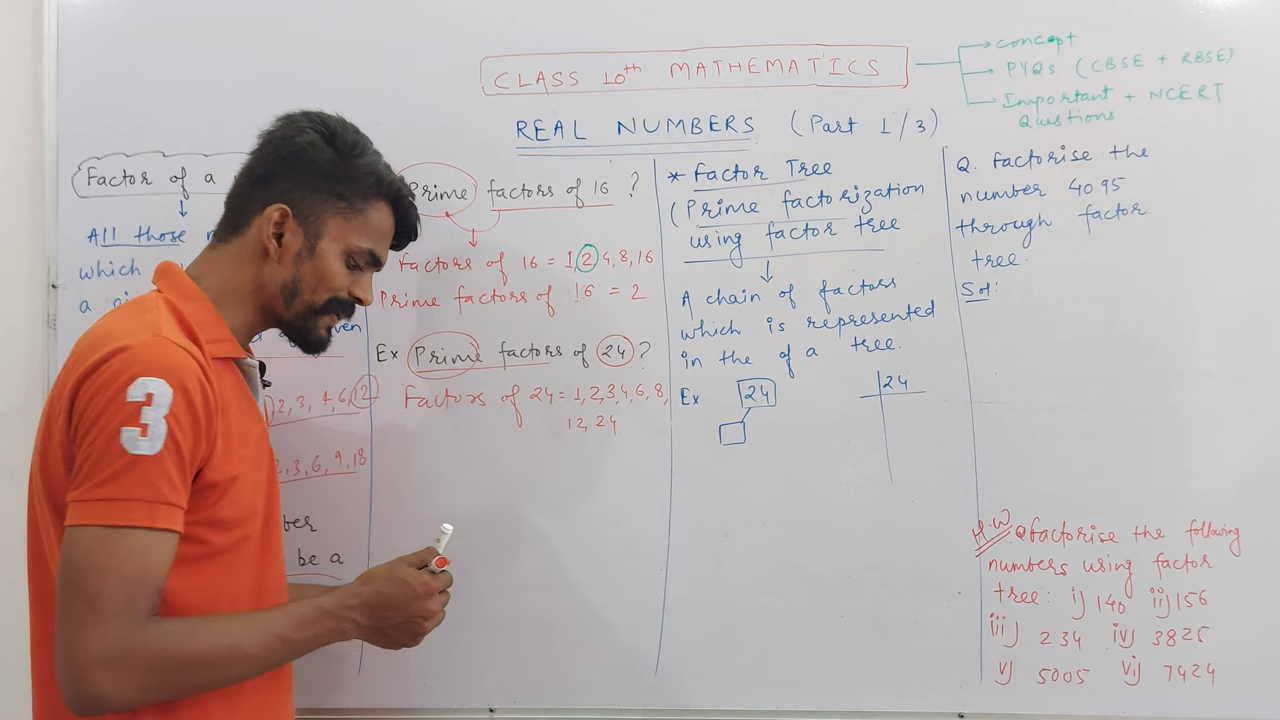 CLASS 10th MATHEMATICS
concept
PYQs (CBSE + RBSE)
Important + NCERT
Questions
REAL NUMBERS (Part 1/3)
Factor of a
All those
which
a
ven
2, 3, 4, 6, 12
2, 3, 6, 9, 18
ber
be a
3
Prime factors of 16 ?
factors of 16 = 1, 2, 4, 8, 16
Prime factors of 16 = 2
Ex Prime factors of 24 ?
Factors of 24 = 1, 2, 3, 4, 6, 8,
12, 24
* Factor Tree
(Prime factorization
using factor tree
A chain of factors
which is represented
in the of a tree.
Ex 24
24
Q. factorise the
number 4095
through factor
tree.
Sol:
H.W Q factorise the following
numbers using factor
tree: i) 140 ii) 156
iii) 234 iv) 3825
v) 5005 vi) 7424